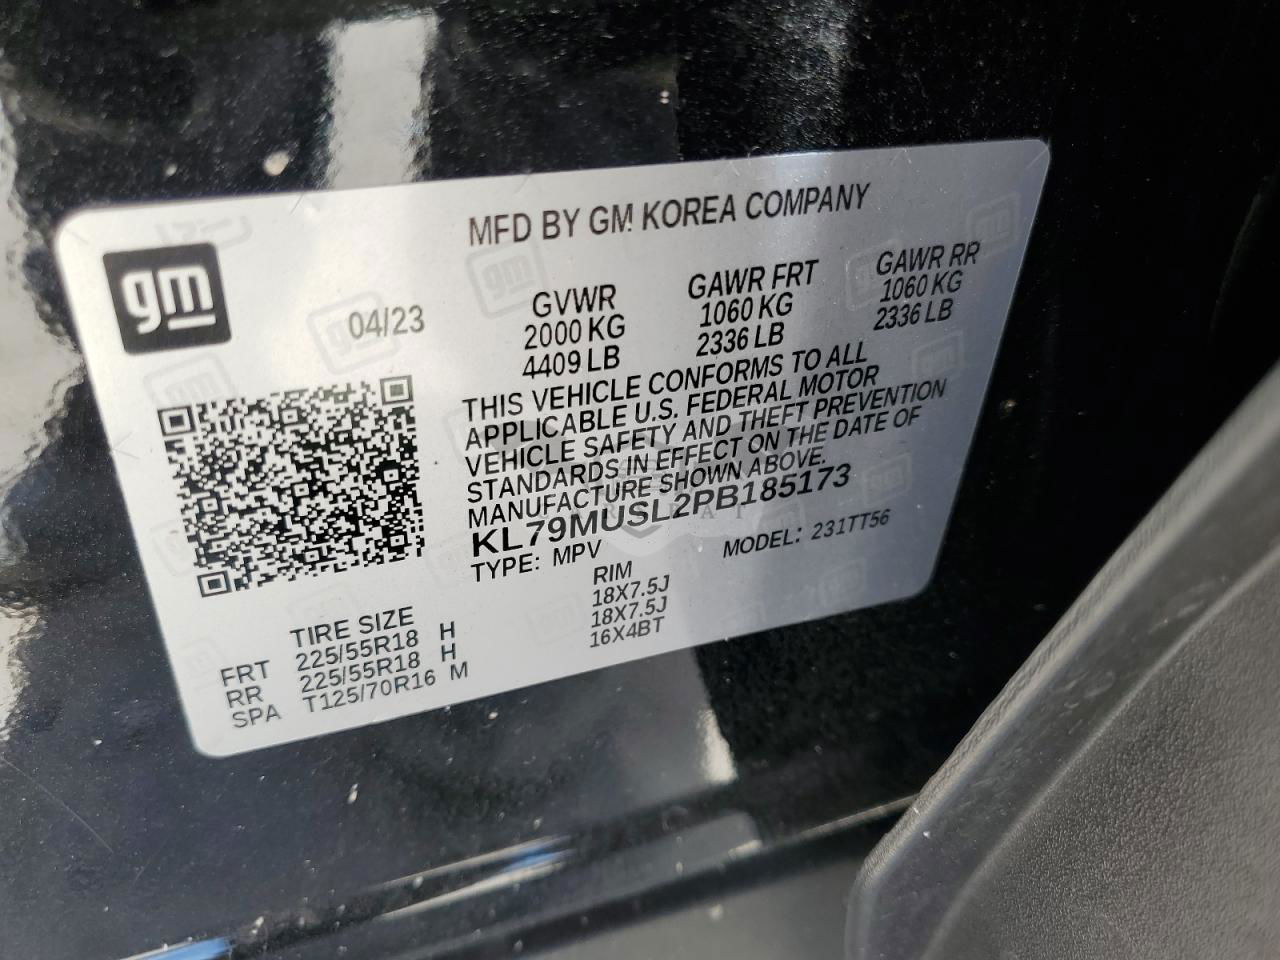 MFD BY GM KOREA COMPANY
gm
04/23
GVWR GAWR FRT GAWR RR
2000 KG 1060 KG 1060 KG
4409 LB 2336 LB 2336 LB
THIS VEHICLE CONFORMS TO ALL
APPLICABLE U.S. FEDERAL MOTOR
VEHICLE SAFETY AND THEFT PREVENTION
STANDARDS IN EFFECT ON THE DATE OF
MANUFACTURE SHOWN ABOVE.
KL79MUSL2PB185173
TYPE: MPV MODEL: 231TT56
TIRE SIZE RIM
FRT 225/55R18 H 18X7.5J
RR 225/55R18 H 18X7.5J
SPA T125/70R16 M 16X4BT